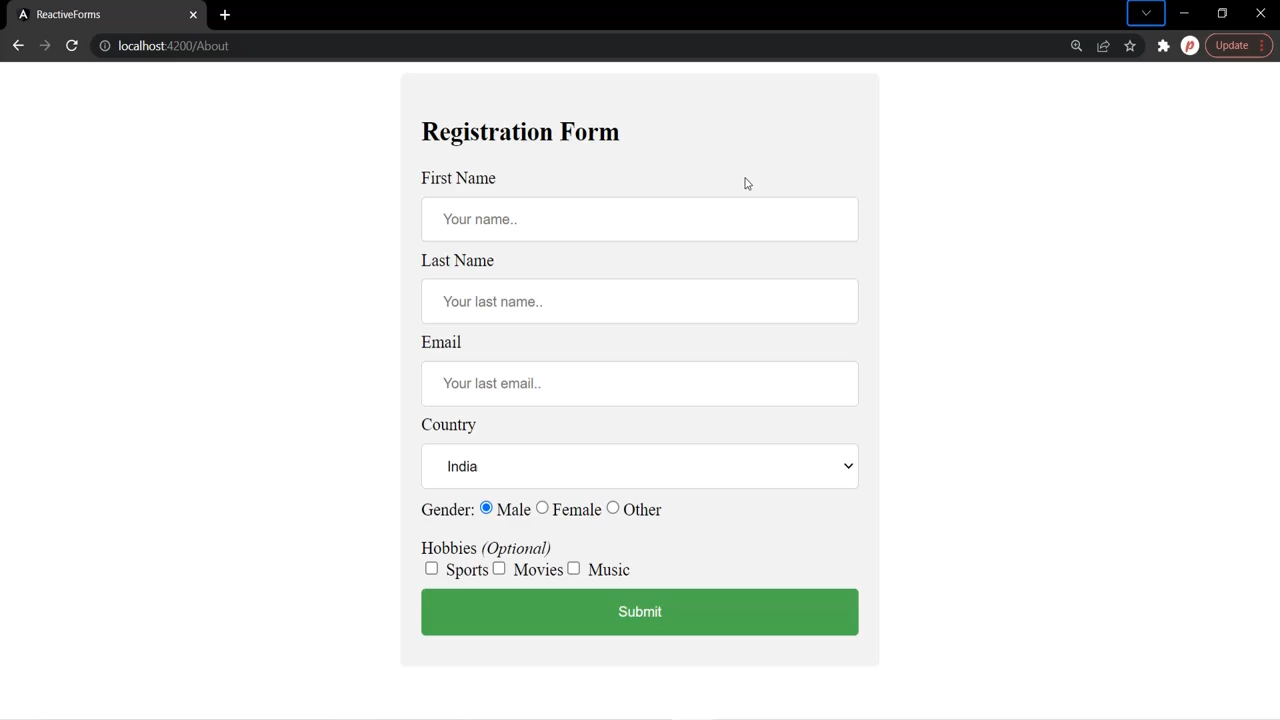 ReactiveForms
localhost:4200/About
Update
Registration Form
First Name
Your name..
Last Name
Your last name..
Email
Your last email..
Country
India
Gender: Male Female Other
Hobbies (Optional)
Sports Movies Music
Submit